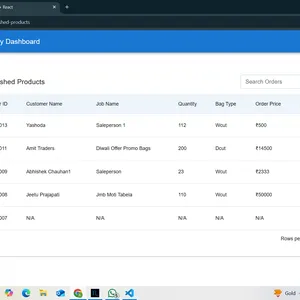 React
shed-products
y Dashboard
shed Products
Search Orders
ID Customer Name Job Name Quantity Bag Type Order Price
013 Yashoda Saleperson 1 112 Wcut ₹500
011 Amit Traders Diwali Offer Promo Bags 200 Dcut ₹14500
009 Abhishek Chauhan1 Saleperson 23 Wcut ₹2333
008 Jeetu Prajapati Jmb Moti Tabela 110 Wcut ₹50000
007 N/A N/A N/A N/A N/A
Rows pe
Gold